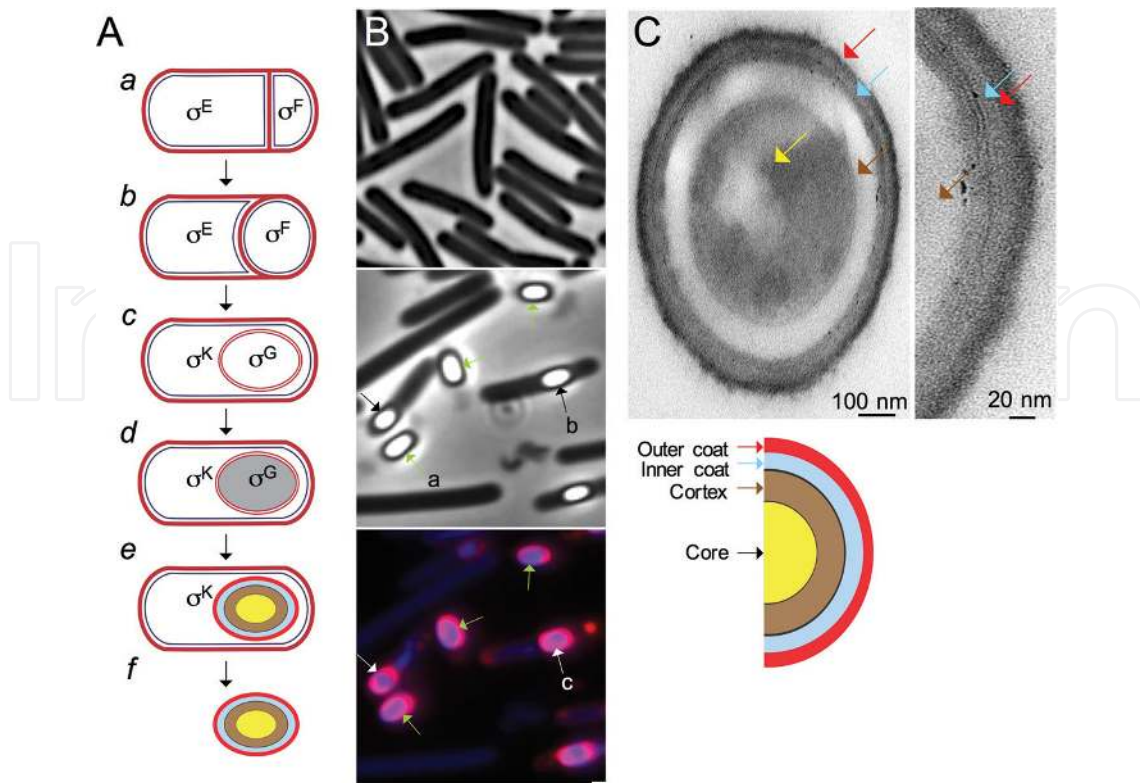 A
a
σE σF
b
σE σF
c
σK σG
d
σK σG
e
σK
f
B
b
a
c
C
100 nm
20 nm
Outer coat
Inner coat
Cortex
Core